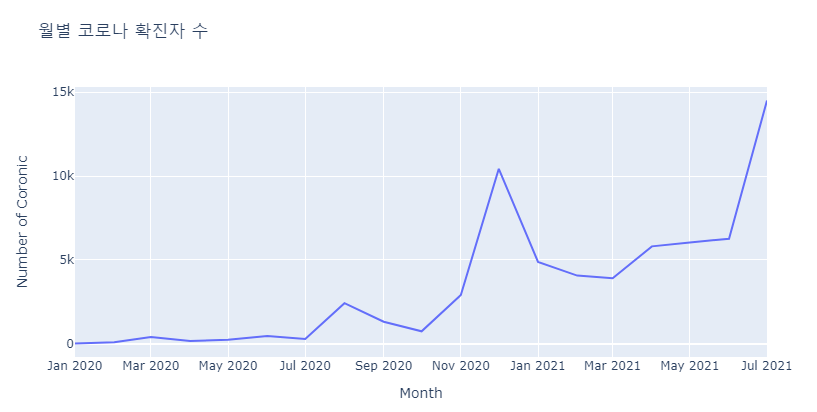 월별 코로나 확진자 수
15k
10k
5k
0
Number of Coronic
Jan 2020 Mar 2020 May 2020 Jul 2020 Sep 2020 Nov 2020 Jan 2021 Mar 2021 May 2021 Jul 2021
Month